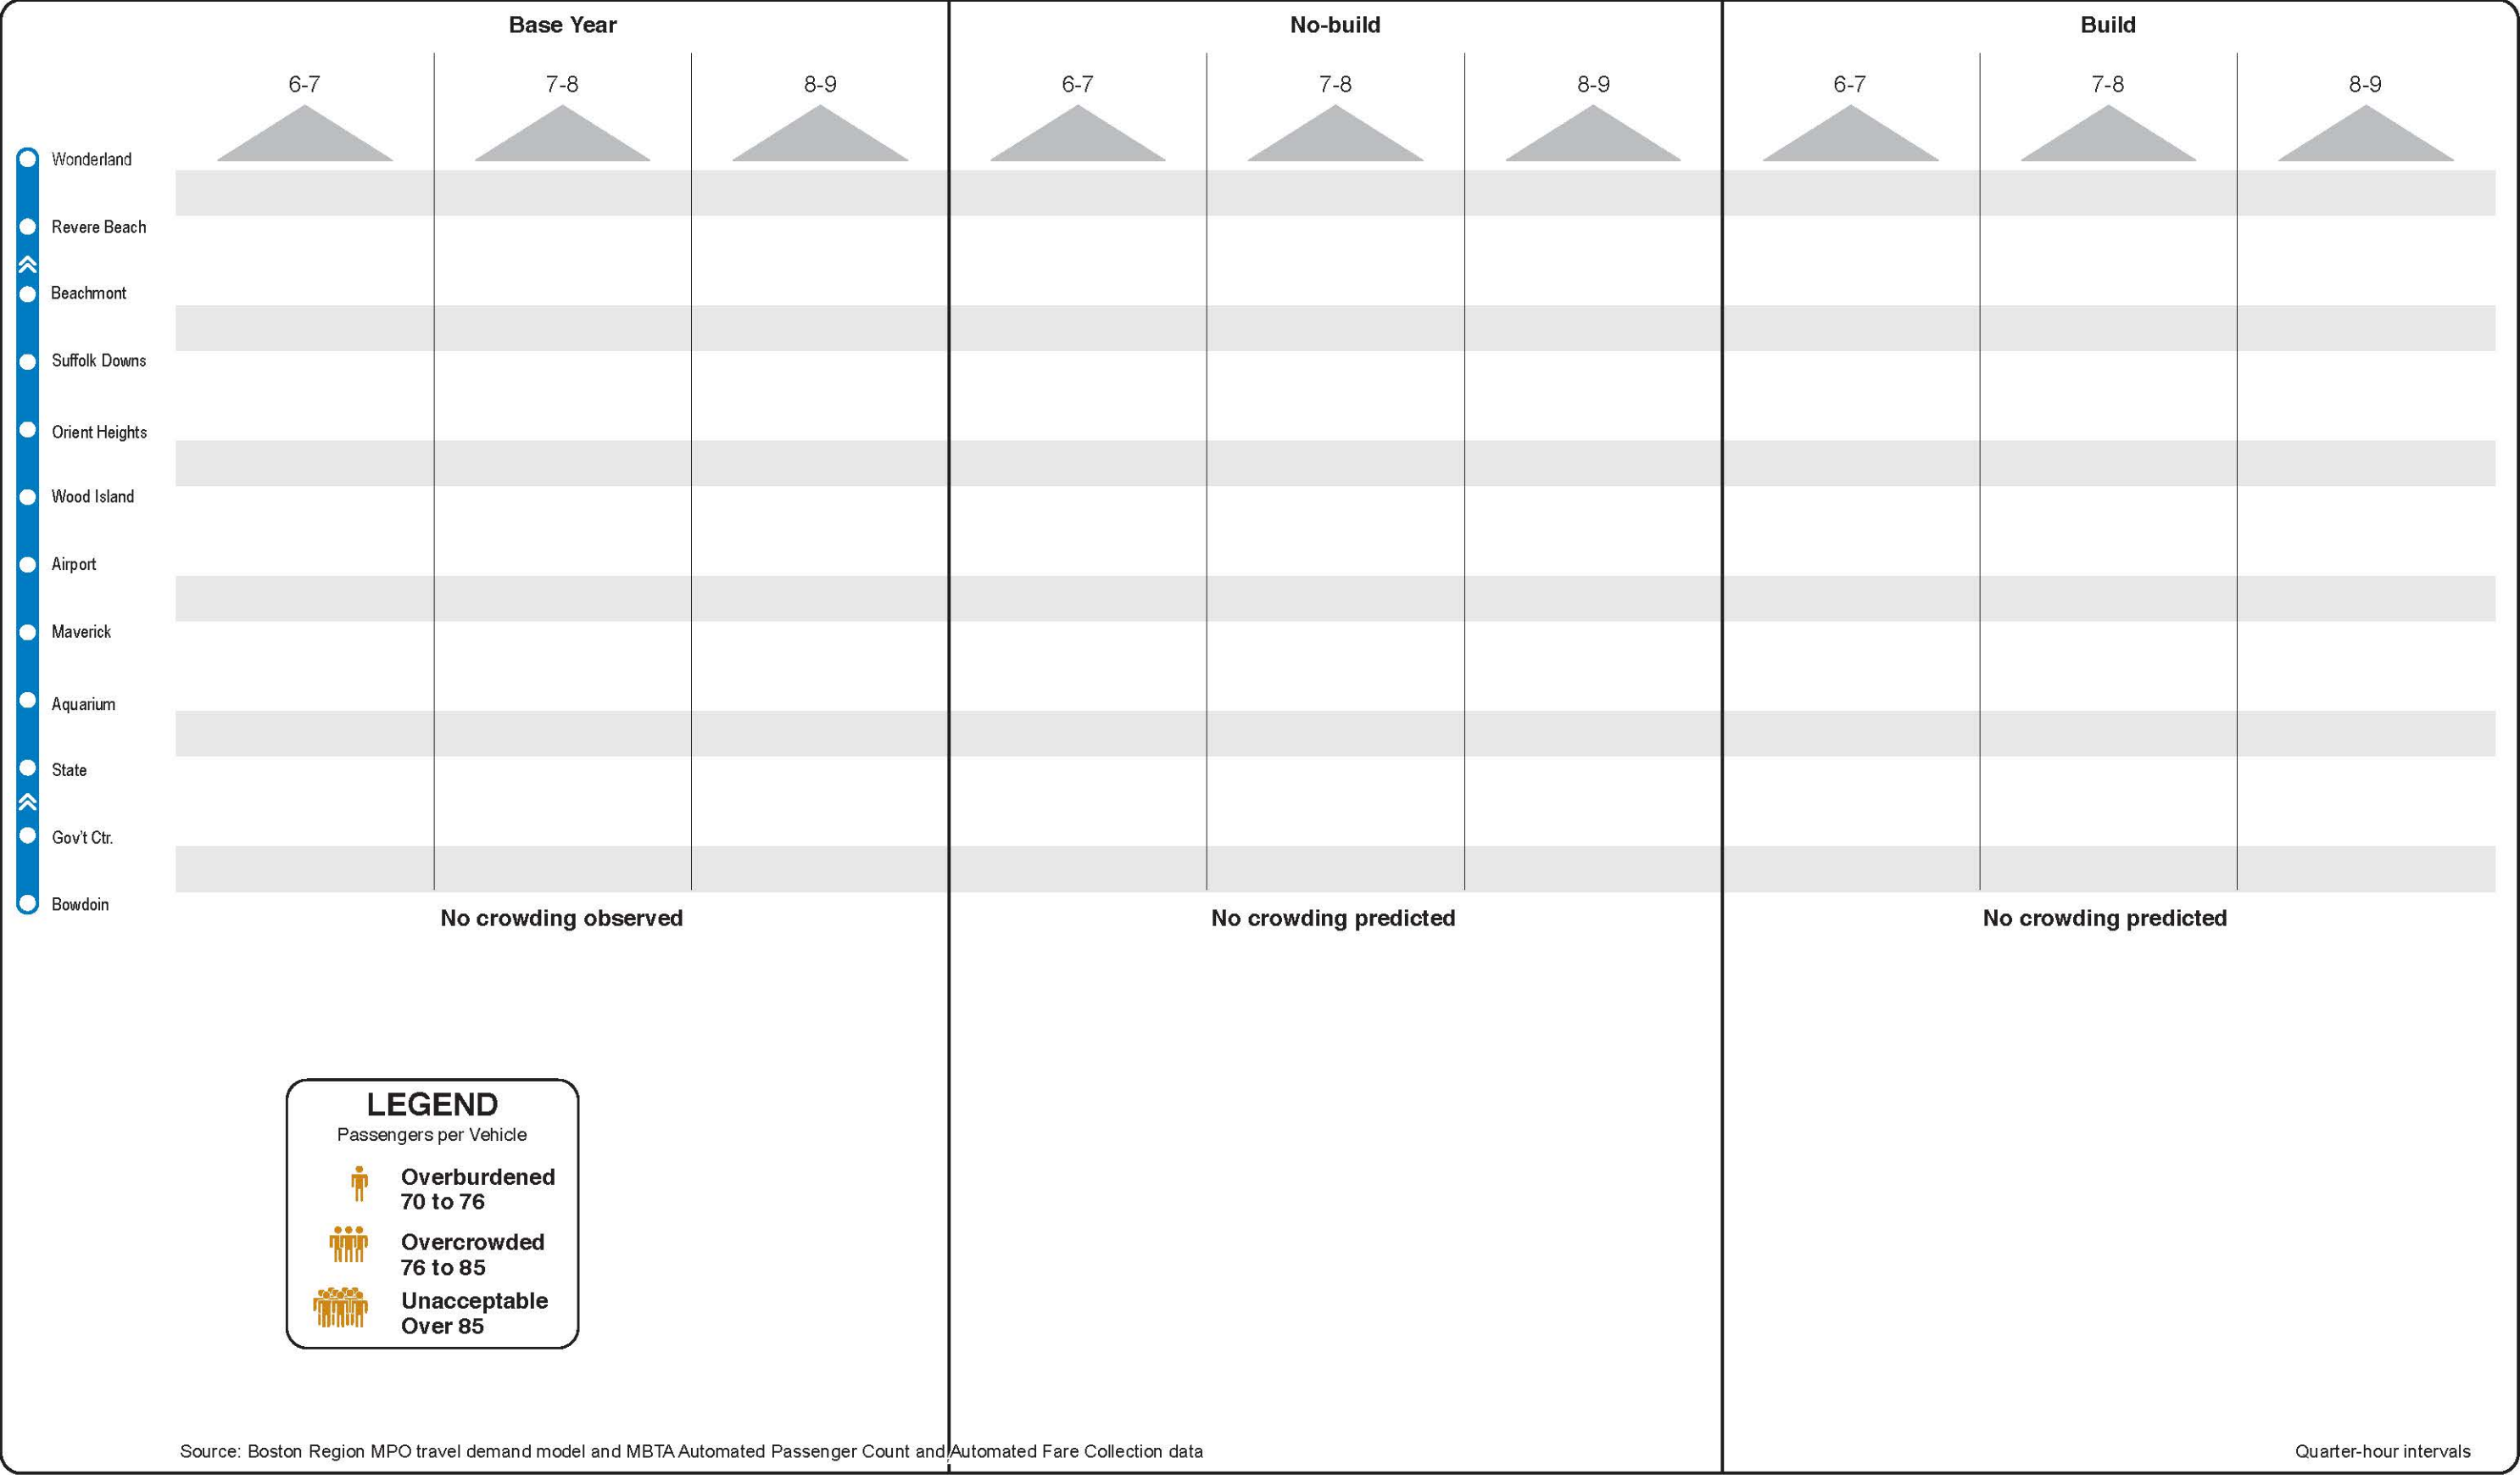 Base Year
No-build
Build
6-7
7-8
8-9
6-7
7-8
8-9
6-7
7-8
8-9
Wonderland
Revere Beach
Beachmont
Suffolk Downs
Orient Heights
Wood Island
Airport
Maverick
Aquarium
State
Gov't Ctr.
Bowdoin
No crowding observed
No crowding predicted
No crowding predicted
LEGEND
Passengers per Vehicle
Overburdened
70 to 76
Overcrowded
76 to 85
Unacceptable
Over 85
Source: Boston Region MPO travel demand model and MBTA Automated Passenger Count and Automated Fare Collection data
Quarter-hour intervals